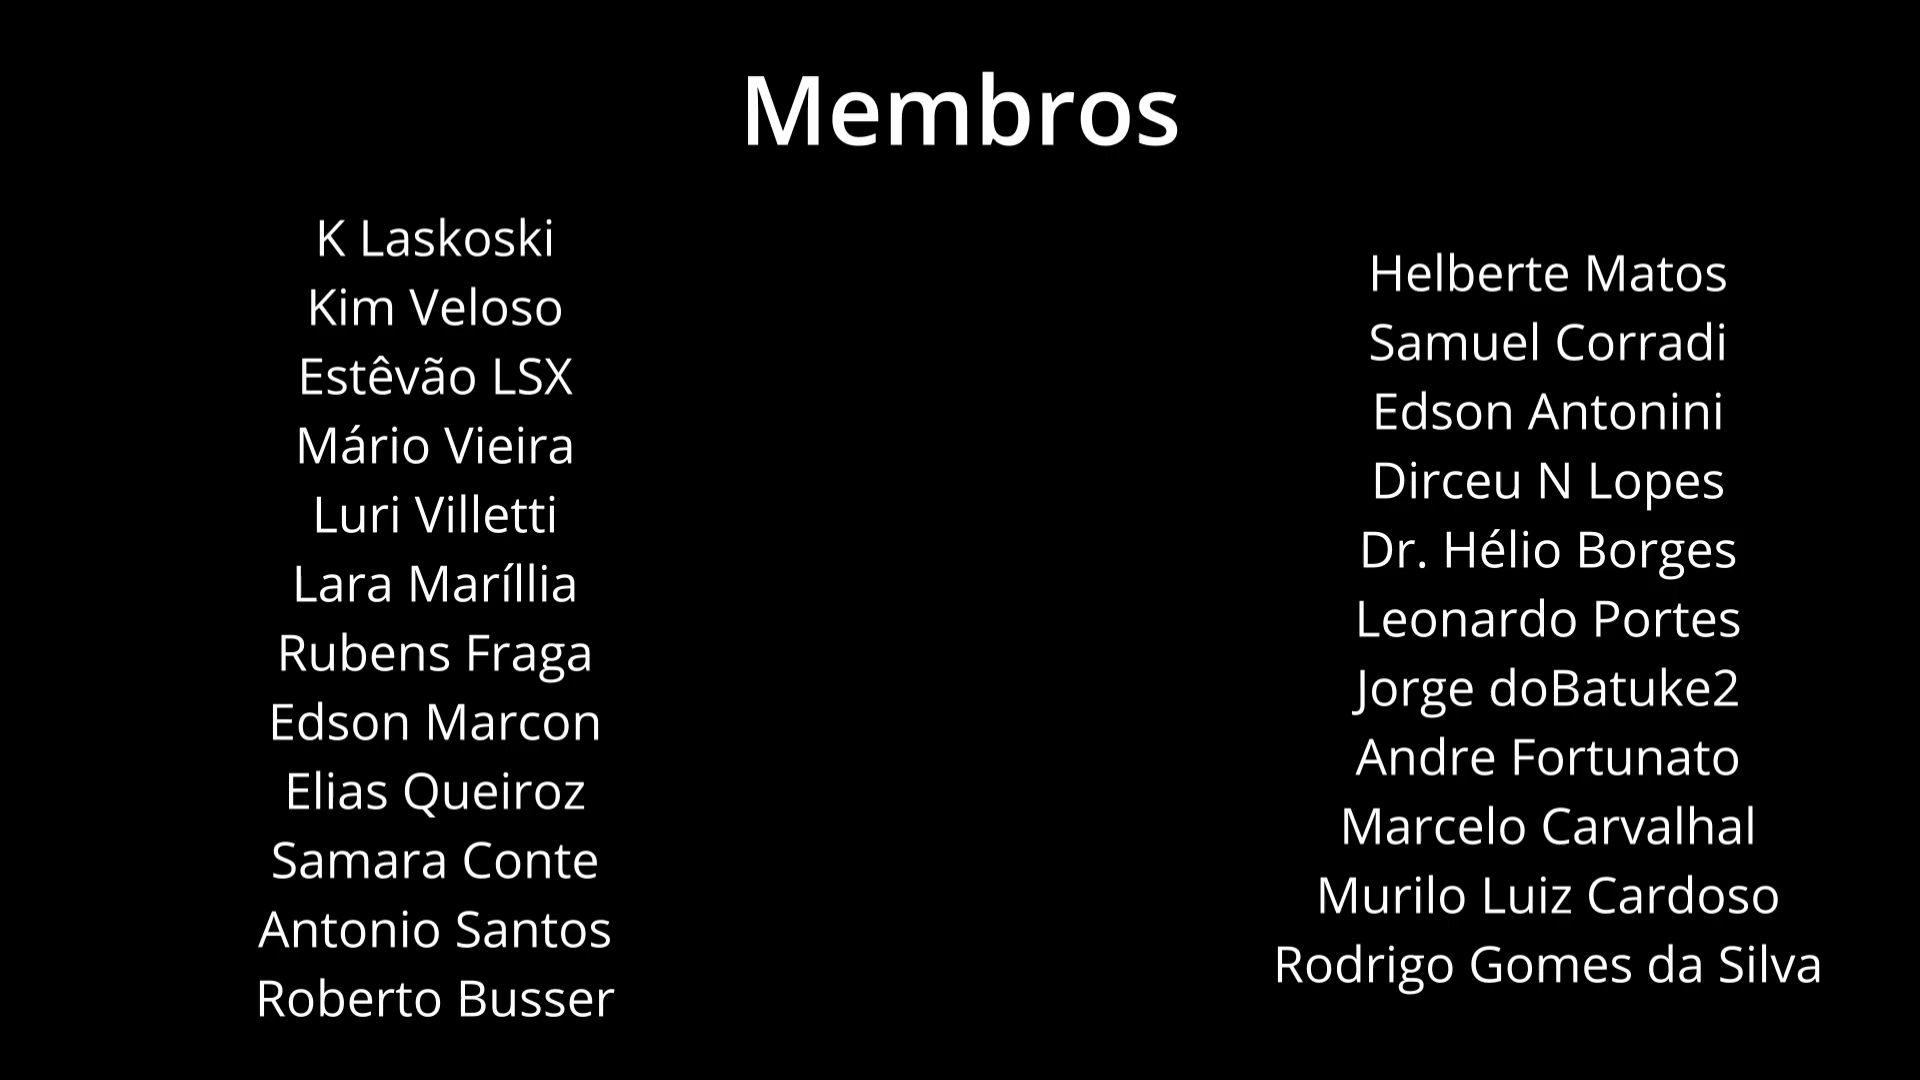 Membros
K Laskoski
Kim Veloso
Estêvão LSX
Mário Vieira
Luri Villetti
Lara Maríllia
Rubens Fraga
Edson Marcon
Elias Queiroz
Samara Conte
Antonio Santos
Roberto Busser
Helberte Matos
Samuel Corradi
Edson Antonini
Dirceu N Lopes
Dr. Hélio Borges
Leonardo Portes
Jorge doBatuke2
Andre Fortunato
Marcelo Carvalhal
Murilo Luiz Cardoso
Rodrigo Gomes da Silva